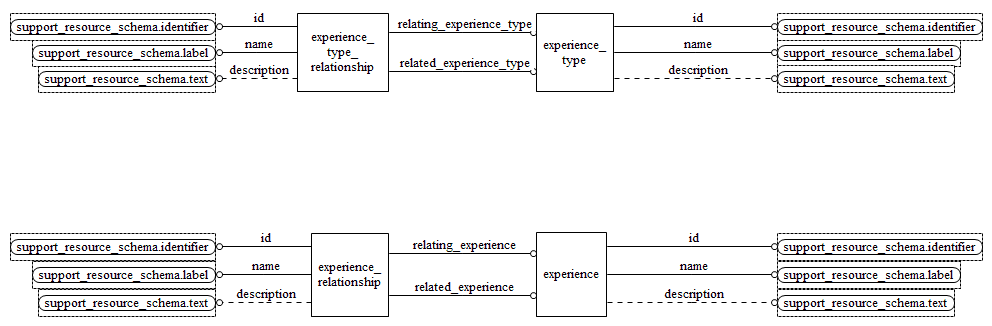 support_resource_schema.identifier
id
relating_experience_type
id
support_resource_schema.identifier
support_resource_schema.label
name
experience_
type_
relationship
experience_
type
name
support_resource_schema.label
support_resource_schema.text
description
related_experience_type
description
support_resource_schema.text
support_resource_schema.identifier
id
relating_experience
id
support_resource_schema.identifier
support_resource_schema.label
name
experience_
relationship
experience
name
support_resource_schema.label
support_resource_schema.text
description
related_experience
description
support_resource_schema.text